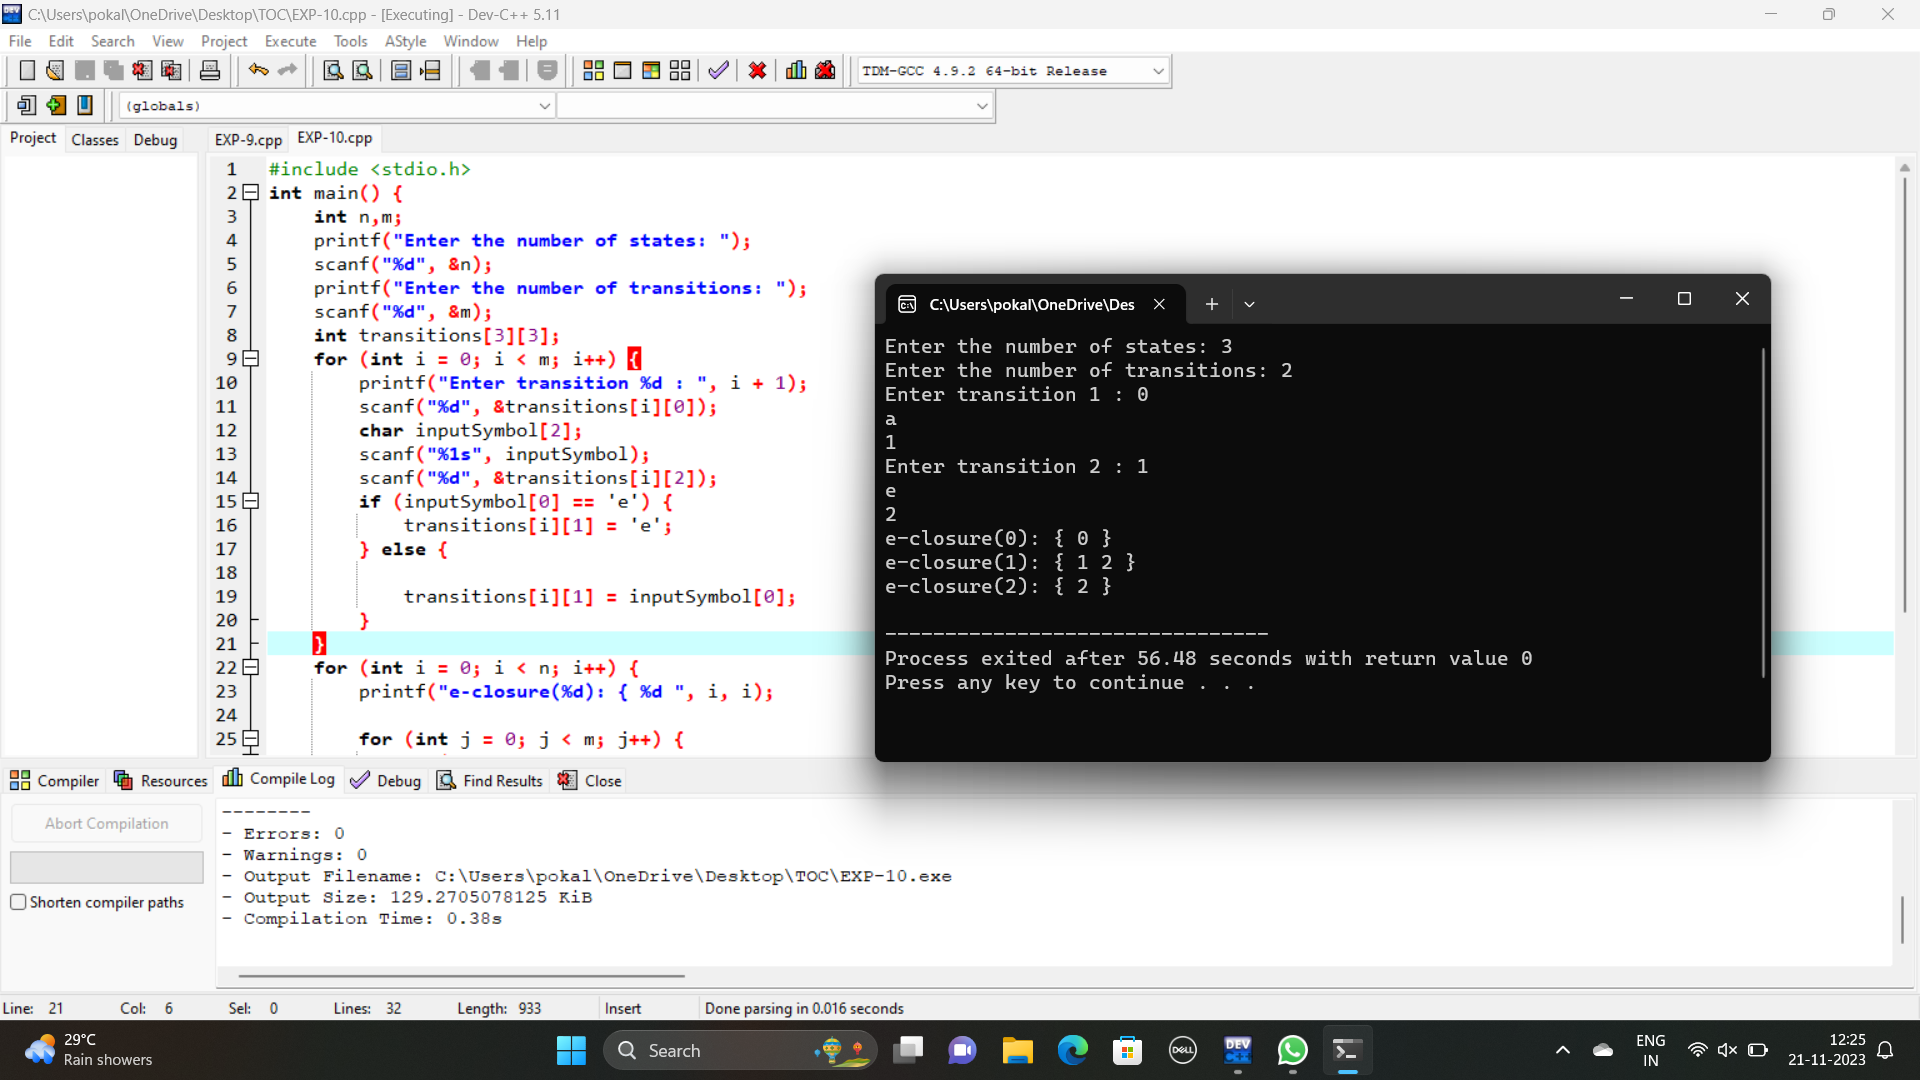 C:\Users\pokal\OneDrive\Desktop\TOC\EXP-10.cpp - [Executing] - Dev-C++ 5.11
File Edit Search View Project Execute Tools AStyle Window Help
TDM-GCC 4.9.2 64-bit Release
(globals)
Project Classes Debug EXP-9.cpp EXP-10.cpp
1 #include <stdio.h>
2 int main() {
3 int n,m;
4 printf("Enter the number of states: ");
5 scanf("%d", &n);
6 printf("Enter the number of transitions: ");
7 scanf("%d", &m);
8 int transitions[3][3];
9 for (int i = 0; i < m; i++) {
10 printf("Enter transition %d : ", i + 1);
11 scanf("%d", &transitions[i][0]);
12 char inputSymbol[2];
13 scanf("%1s", inputSymbol);
14 scanf("%d", &transitions[i][2]);
15 if (inputSymbol[0] == 'e') {
16 transitions[i][1] = 'e';
17 } else {
18
19 transitions[i][1] = inputSymbol[0];
20 }
21 }
22 for (int i = 0; i < n; i++) {
23 printf("e-closure(%d): { %d ", i, i);
24
25 for (int j = 0; j < m; j++) {
C:\Users\pokal\OneDrive\Des
Enter the number of states: 3
Enter the number of transitions: 2
Enter transition 1 : 0
a
1
Enter transition 2 : 1
e
2
e-closure(0): { 0 }
e-closure(1): { 1 2 }
e-closure(2): { 2 }
--------------------------------
Process exited after 56.48 seconds with return value 0
Press any key to continue . . .
Compiler Resources Compile Log Debug Find Results Close
Abort Compilation
Shorten compiler paths
--------
- Errors: 0
- Warnings: 0
- Output Filename: C:\Users\pokal\OneDrive\Desktop\TOC\EXP-10.exe
- Output Size: 129.2705078125 KiB
- Compilation Time: 0.38s
Line: 21 Col: 6 Sel: 0 Lines: 32 Length: 933 Insert Done parsing in 0.016 seconds
29°C
Rain showers
Search
DELL
DEV C++
ENG
IN
12:25
21-11-2023